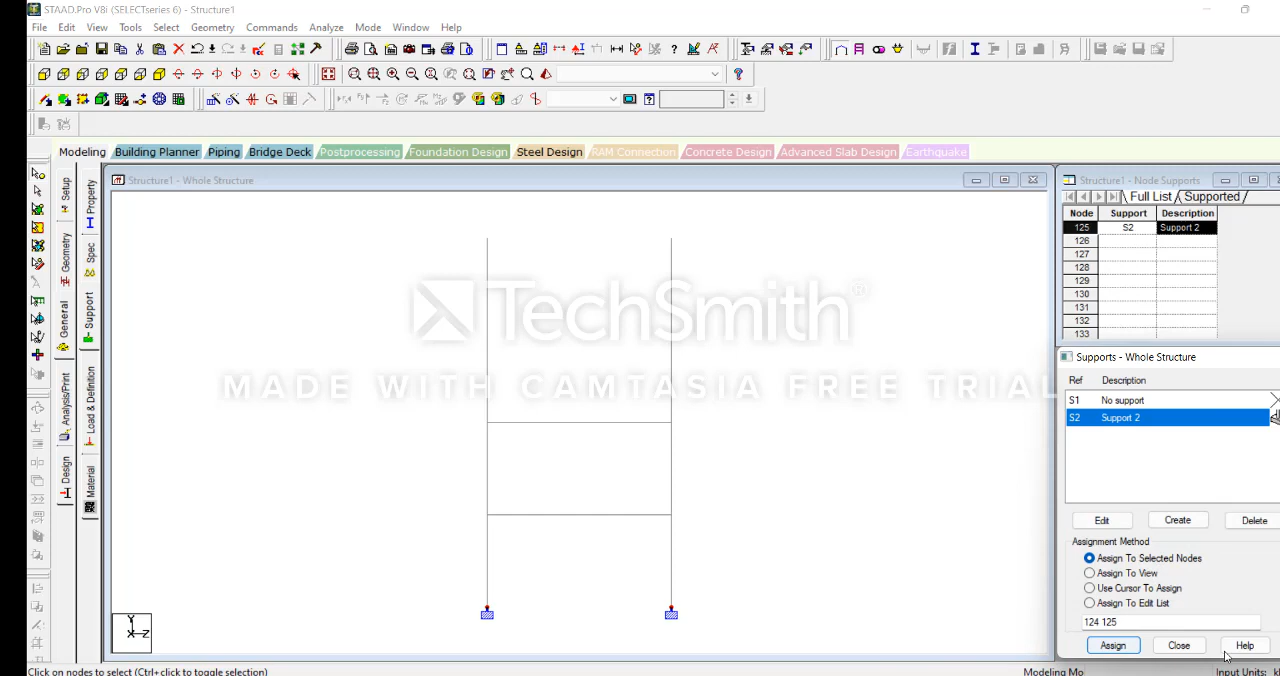 STAAD.Pro V8i (SELECTseries 6) - Structure1
File Edit View Tools Select Geometry Commands Analyze Mode Window Help
Modeling Building Planner Piping Bridge Deck Postprocessing Foundation Design Steel Design RAM Connection Concrete Design Advanced Slab Design Earthquake
Setup
Geometry
General
Analysis/Print
Design
Property
Spec
Support
Load & Definition
Material
Structure1 - Whole Structure
TechSmith®
MADE WITH CAMTASIA FREE TRIAL
Y
X Z
Structure1 - Node Supports
Full List Supported
Node Support Description
125 S2 Support 2
126
127
128
129
130
131
132
133
Supports - Whole Structure
Ref Description
S1 No support
S2 Support 2
Edit Create Delete
Assignment Method
Assign To Selected Nodes
Assign To View
Use Cursor To Assign
Assign To Edit List
124 125
Assign Close Help
Click on nodes to select (Ctrl+click to toggle selection) Modeling Mo Input Units: